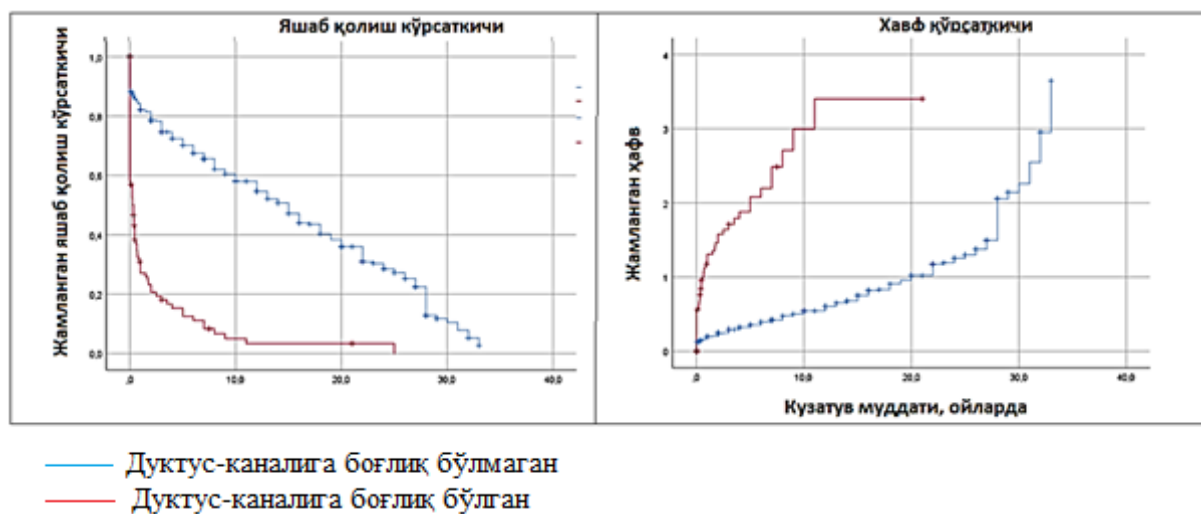 Яшаб қолиш кўрсаткичи
Жамланган яшаб қолиш кўрсаткичи
1,0
0,8
0,6
0,4
0,2
0,0
,0 10,0 20,0 30,0 40,0
Хавф кўрсаткичи
Жамланган ҳафв
4
3
2
1
0
,0 10,0 20,0 30,0 40,0
Кузатув муддати, ойларда
Дуктус-каналига боғлиқ бўлмаган
Дуктус-каналига боғлиқ бўлган